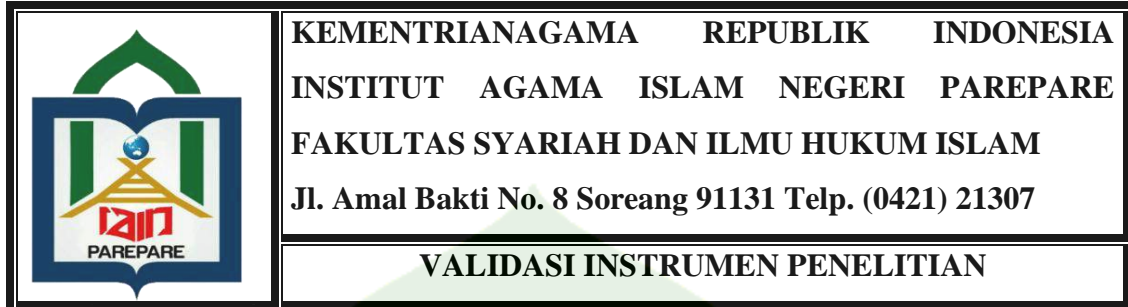 KEMENTRIANAGAMA REPUBLIK INDONESIA
INSTITUT AGAMA ISLAM NEGERI PAREPARE
FAKULTAS SYARIAH DAN ILMU HUKUM ISLAM
Jl. Amal Bakti No. 8 Soreang 91131 Telp. (0421) 21307
VALIDASI INSTRUMEN PENELITIAN
iain
PAREPARE